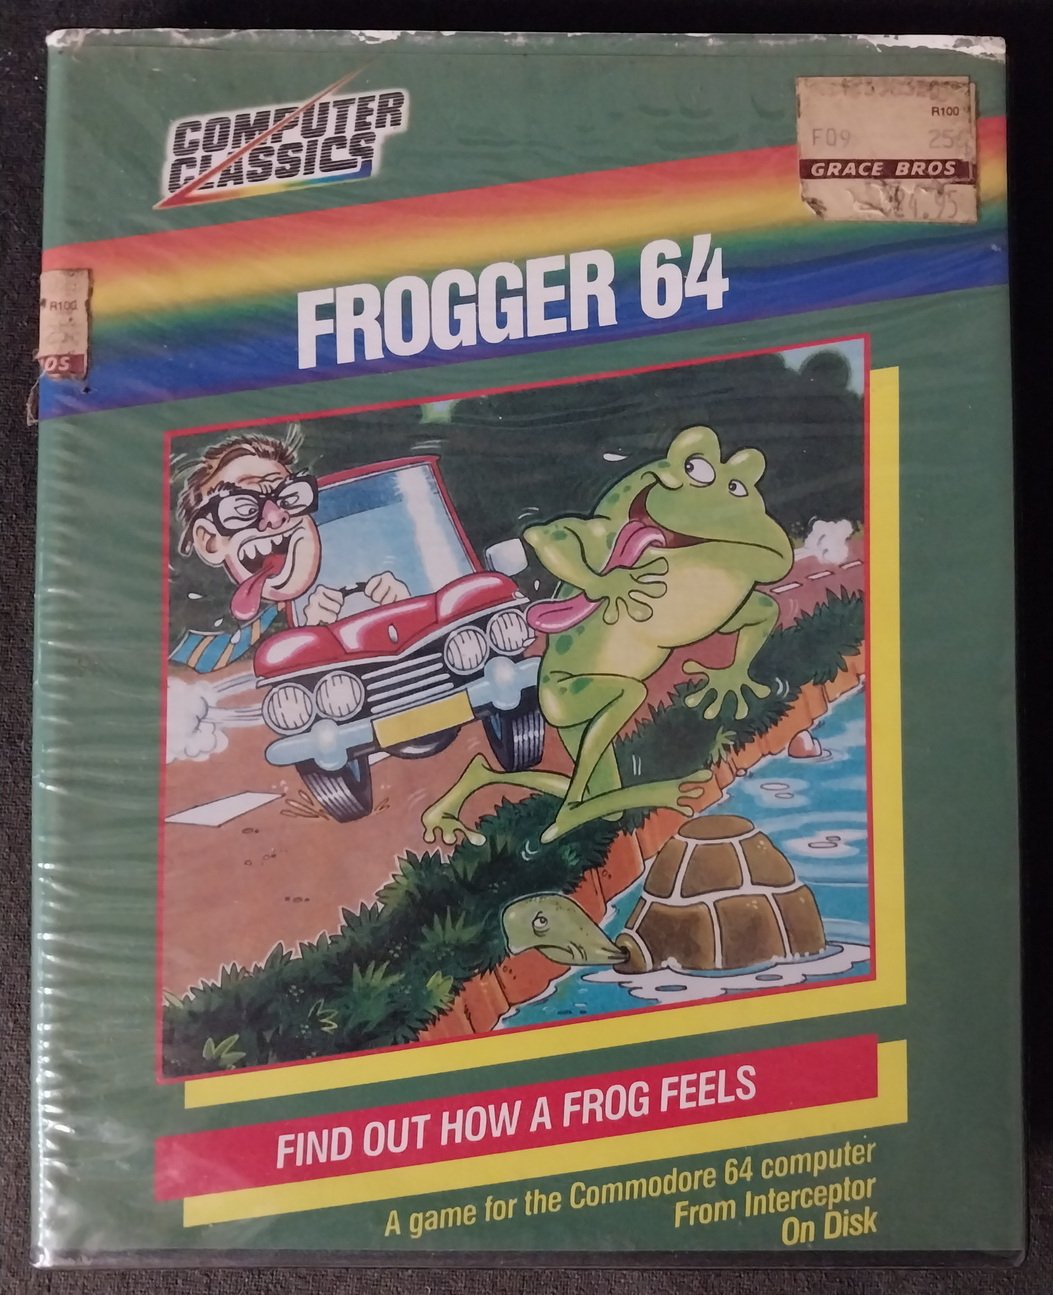 COMPUTER
CLASSICS
R100
F09 25
GRACE BROS
24.95
FROGGER 64
R100
OS
FIND OUT HOW A FROG FEELS
A game for the Commodore 64 computer
From Interceptor
On Disk